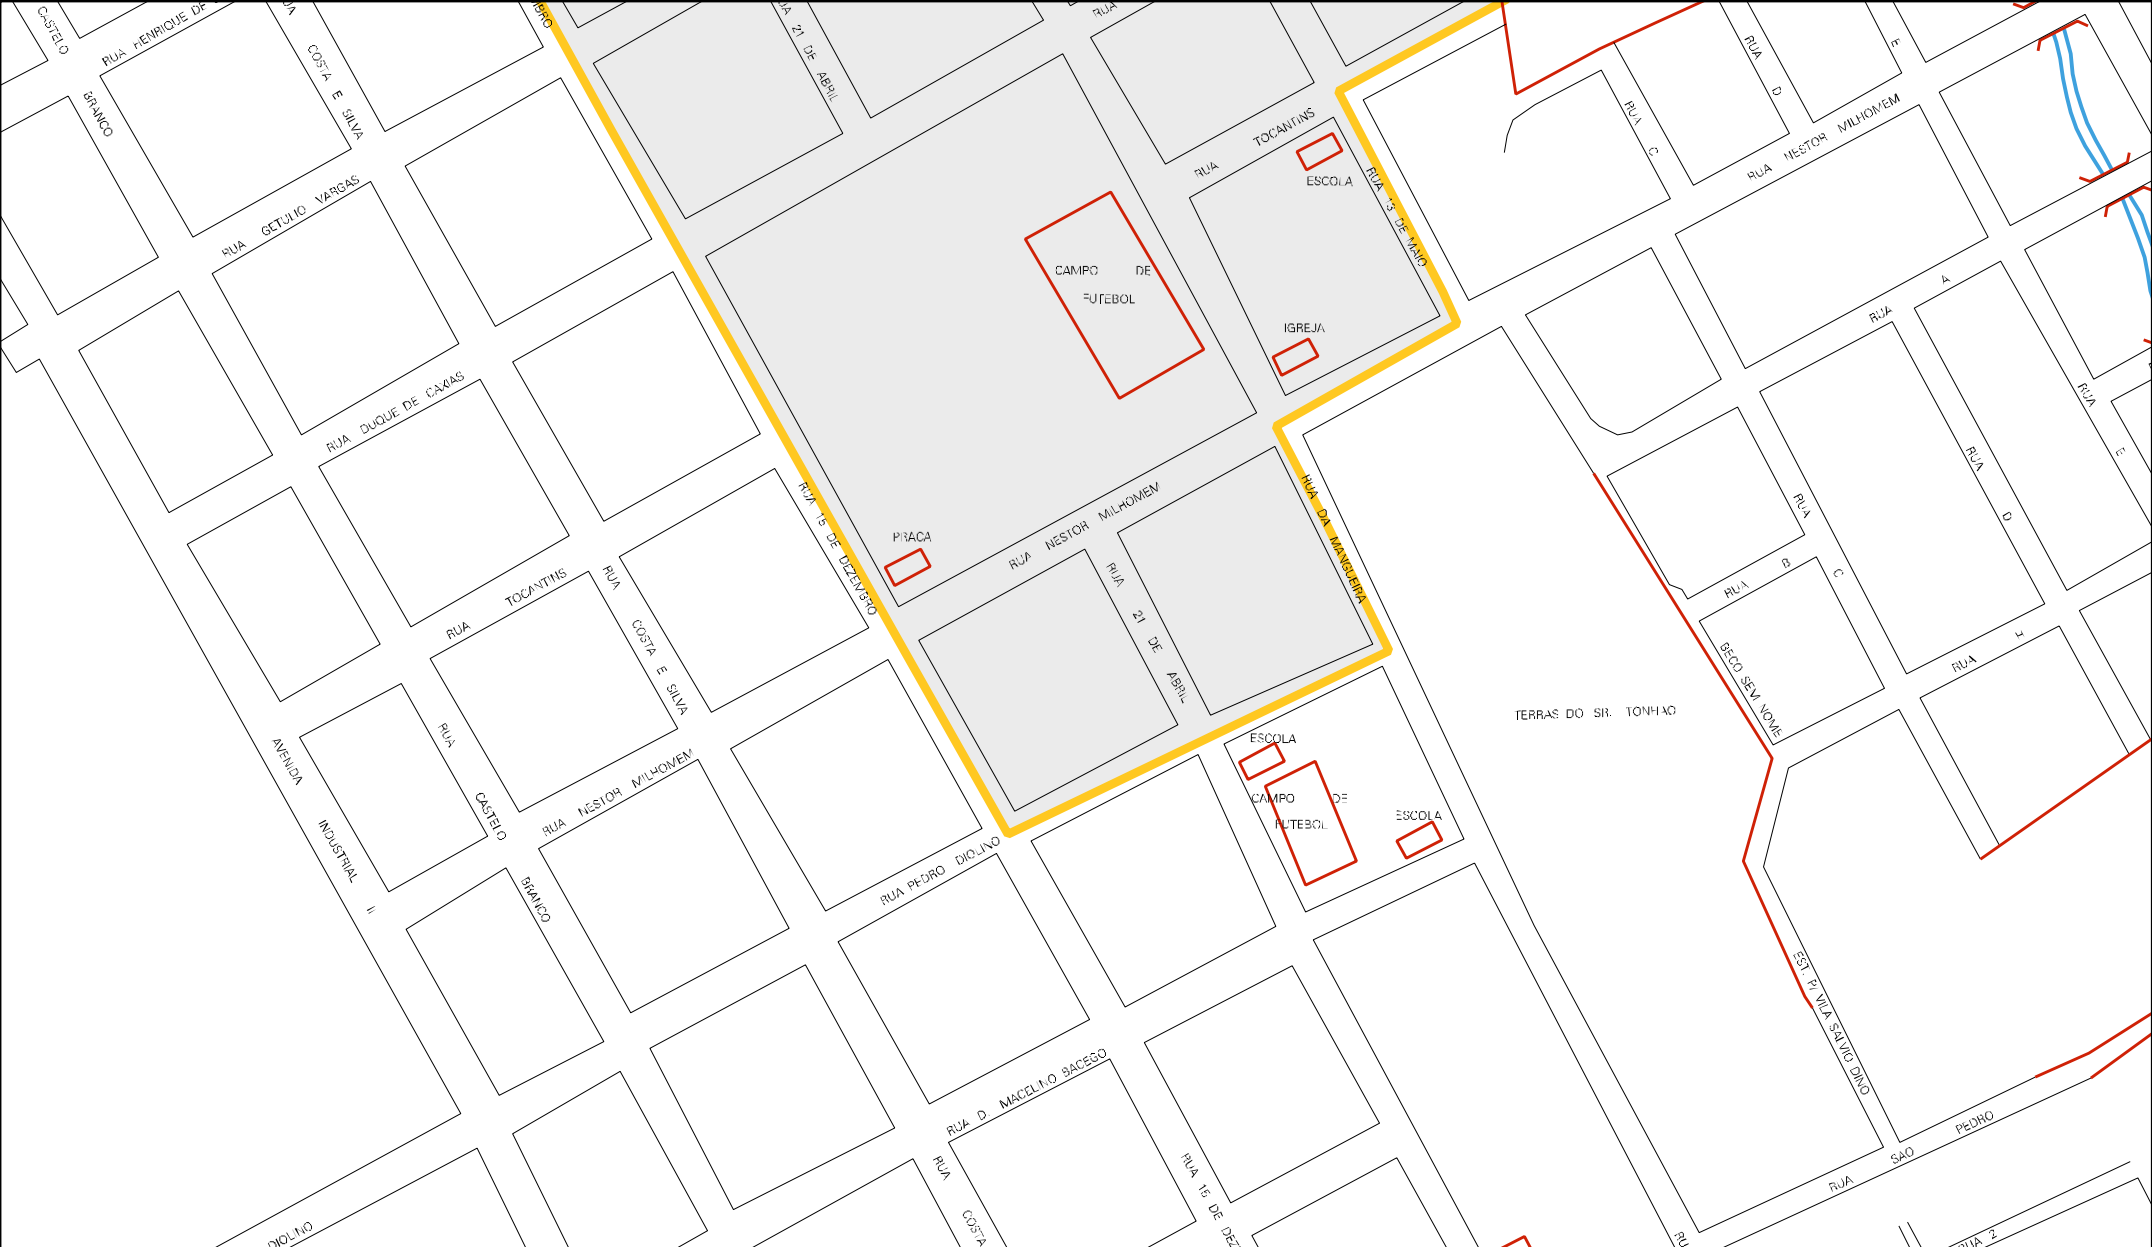 CASTELO
BRANCO
RUA HENRIQUE DE
COSTA E SILVA
RUA GETULIO VARGAS
RUA DUQUE DE CAXIAS
RUA TOCANTINS
RUA COSTA E SILVA
RUA NESTOR MILHOMEM
RUA CASTELO BRANCO
AVENIDA INDUSTRIAL II
DIOLINO
21 DE ABRIL
RUA
RUA TOCANTINS
ESCOLA
RUA 13 DE MAIO
CAMPO DE
FUTEBOL
IGREJA
PRACA
RUA 15 DE DEZEMBRO
RUA NESTOR MILHOMEM
RUA 21 DE ABRIL
RUA DA MANGUEIRA
ESCOLA
CAMPO DE
FUTEBOL
ESCOLA
RUA PEDRO DIOLINO
RUA D. MACELINO BACEGO
RUA COSTA
RUA 15 DE DEZ
TERRAS DO SR. TONHAO
RUA D
E
RUA C
RUA NESTOR MILHOMEM
RUA A
RUA E
RUA D
RUA C
RUA B
RUA H
BECO SEM NOME
EST. P/ VILA SALVIO DINO
RUA SAO PEDRO
RUA 2